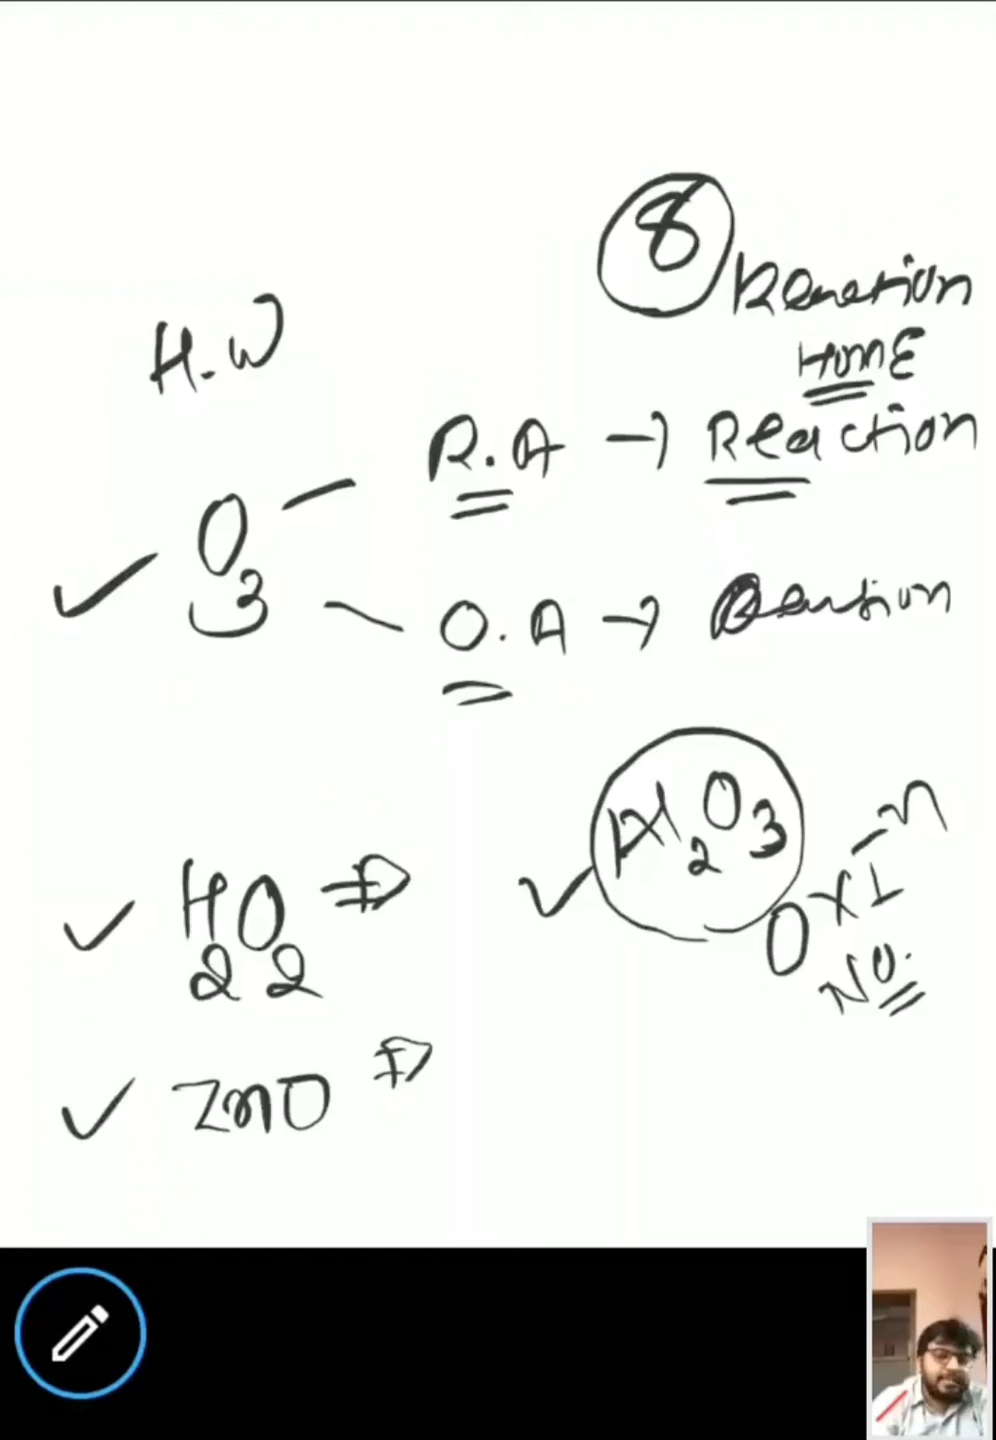 8
Reaction
Home
H.W
R.A → Reaction
O3
O.A → Reaction
H2O2 ⇒
Al2O3
OXI-n
NO.
ZnO ⇒